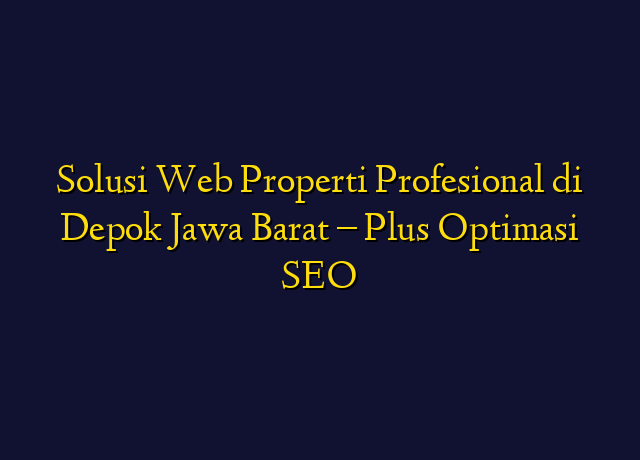 Solusi Web Properti Profesional di
Depok Jawa Barat – Plus Optimasi
SEO